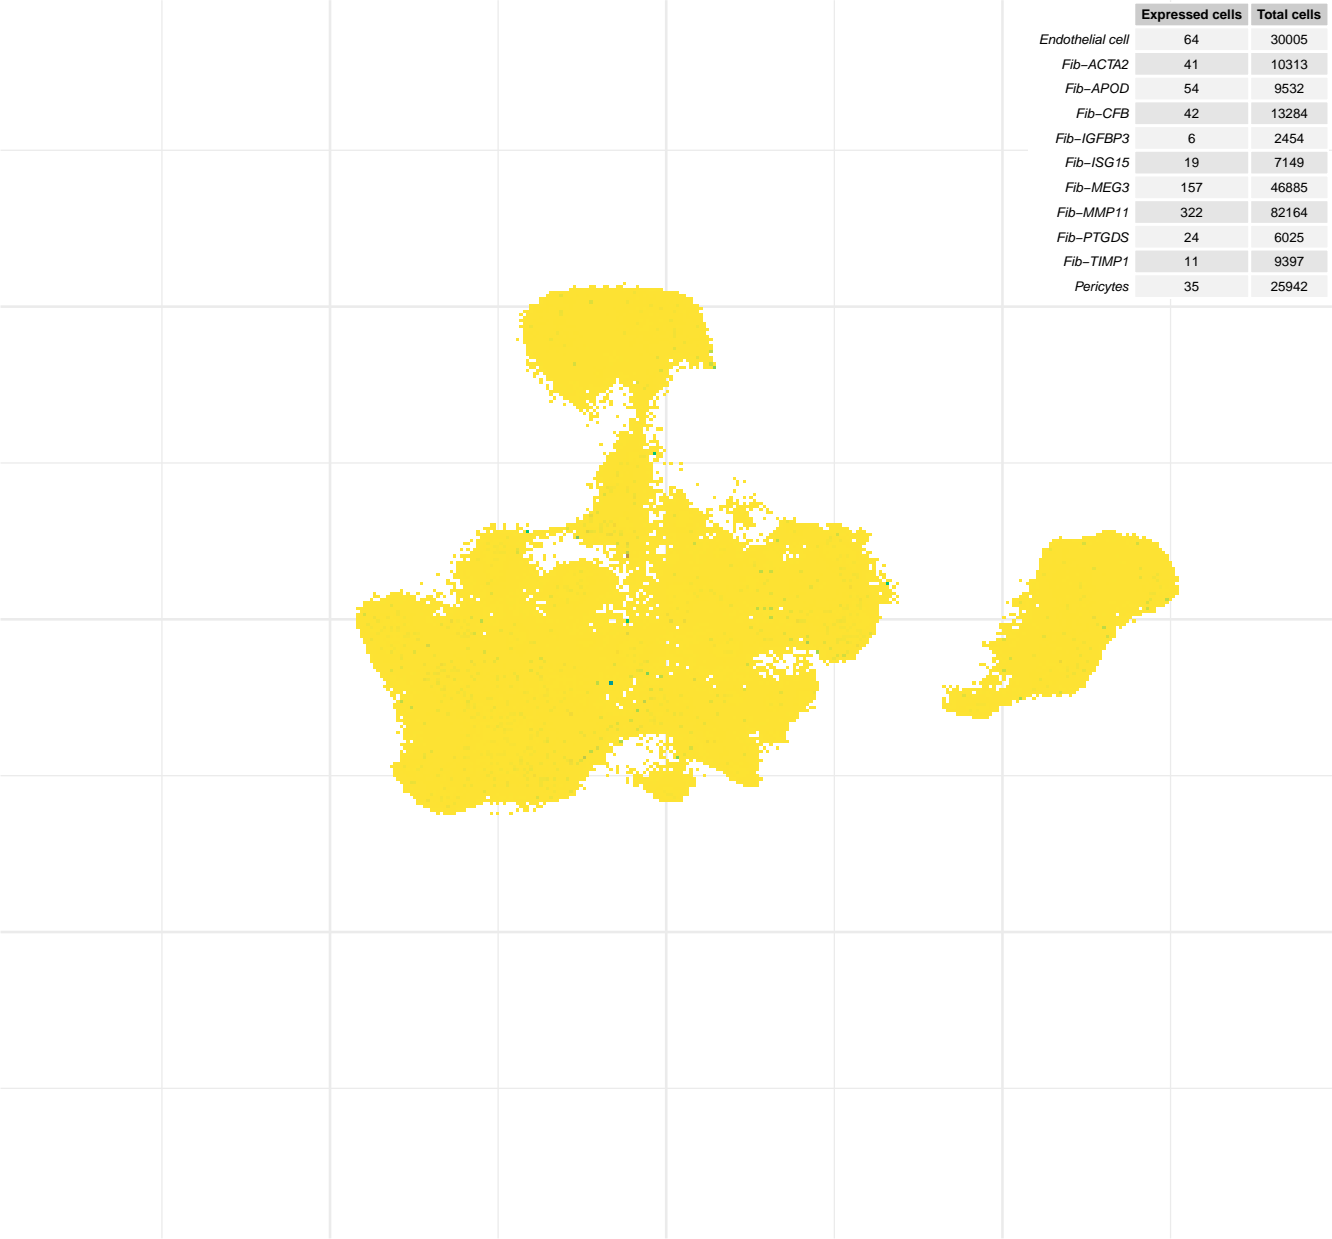 Expressed cells Total cells
Endothelial cell 64 30005
Fib−ACTA2 41 10313
Fib−APOD 54 9532
Fib−CFB 42 13284
Fib−IGFBP3 6 2454
Fib−ISG15 19 7149
Fib−MEG3 157 46885
Fib−MMP11 322 82164
Fib−PTGDS 24 6025
Fib−TIMP1 11 9397
Pericytes 35 25942